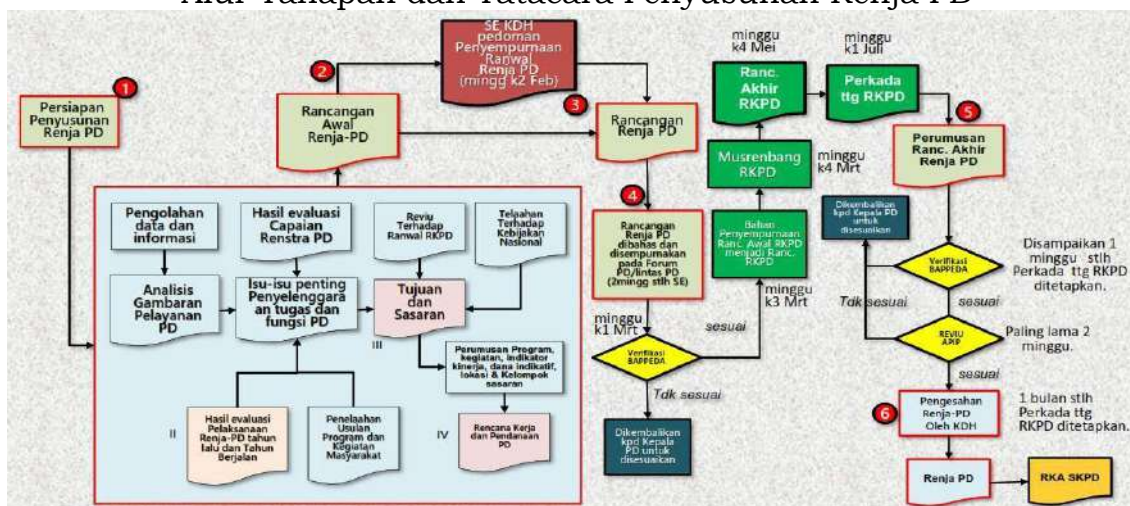 Alur Tahapan dan Tatacara Penyusunan Renja PD
1
Persiapan
Penyusunan
Renja PD
2
Rancangan
Awal
Renja-PD
SE KDH
pedoman
Penyempurnaan
Ranwal
Renja PD
(mingg k2 Feb)
3
Rancangan
Renja PD
4
Rancangan
Renja PD
dibahas dan
disempurnakan
pada Forum
PD/lintas PD
(2mingg stlh SE)
minggu
k1 Mrt
Verifikasi
BAPPEDA
sesuai
Tdk sesuai
Dikembalikan
kpd Kepala
PD untuk
disesuaikan
minggu
k3 Mrt
Bahan
Penyempurnaan
Ranc. Awal RKPD
menjadi Ranc.
RKPD
Musrenbang
RKPD
minggu
k4 Mrt
minggu
k4 Mei
Ranc.
Akhir
RKPD
minggu
k1 Juli
Perkada
ttg RKPD
5
Perumusan
Ranc. Akhir
Renja PD
Dikembalikan
kpd Kepala PD
untuk
disesuaikan
Verifikasi
BAPPEDA
Disampaikan 1
minggu stlh
Perkada ttg RKPD
ditetapkan.
Tdk sesuai
sesuai
REVIU
APIP
Paling lama 2
minggu.
sesuai
6
Pengesahan
Renja-PD
Oleh KDH
1 bulan stlh
Perkada ttg
RKPD ditetapkan.
Renja PD
RKA SKPD
Pengolahan
data dan
informasi
Hasil evaluasi
Capaian
Renstra PD
Reviu
Terhadap
Ranwal RKPD
Telaahan
Terhadap
Kebijakan
Nasional
Analisis
Gambaran
Pelayanan
PD
Isu-isu penting
Penyelenggara
an tugas dan
fungsi PD
Tujuan
dan
Sasaran
III
Perumusan Program,
kegiatan, indikator
kinerja, dana indikatif,
lokasi & Kelompok
sasaran
II
Hasil evaluasi
Pelaksanaan
Renja-PD tahun
lalu dan Tahun
Berjalan
Penelaahan
Usulan
Program dan
Kegiatan
Masyarakat
IV
Rencana Kerja
dan Pendanaan
PD